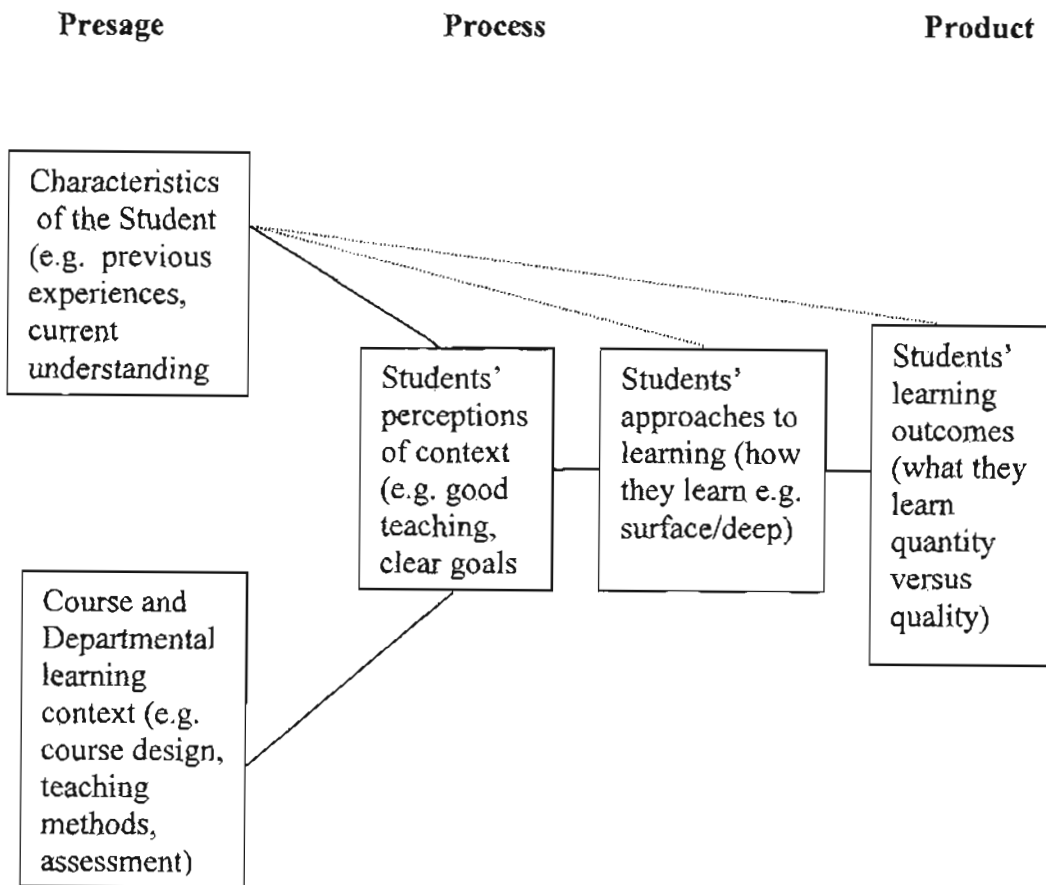 Presage Process Product
Characteristics
of the Student
(e.g. previous
experiences,
current
understanding
Students'
perceptions
of context
(e.g. good
teaching,
clear goals
Students'
approaches to
learning (how
they learn e.g.
surface/deep)
Students'
learning
outcomes
(what they
learn
quantity
versus
quality)
Course and
Departmental
learning
context (e.g.
course design,
teaching
methods,
assessment)